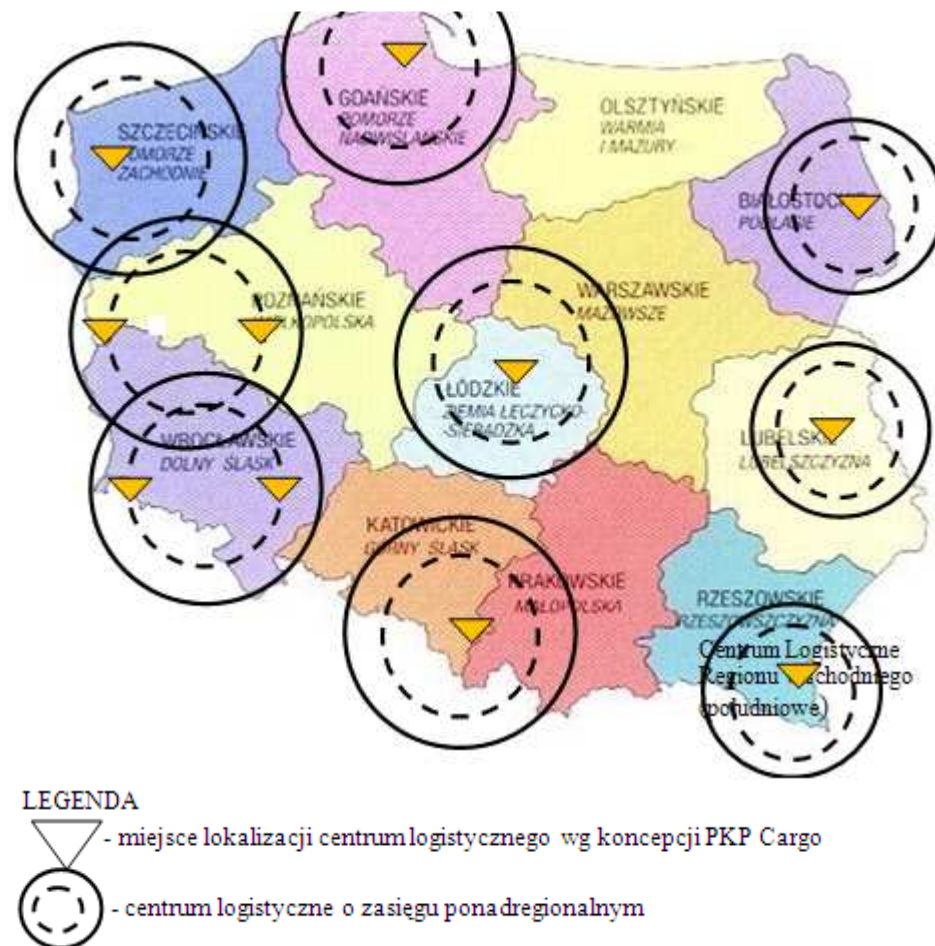 GDAŃSKIE
POMORZE
NADWIŚLAŃSKIE
OLSZTYŃSKIE
WARMIA
I MAZURY
SZCZECIŃSKIE
POMORZE
ZACHODNIE
BIAŁOSTOCKIE
PODLASIE
POZNAŃSKIE
WIELKOPOLSKA
WARSZAWSKIE
MAZOWSZE
ŁÓDZKIE
ZIEMIA ŁĘCZYCKO-
-SIERADZKA
WROCŁAWSKIE
DOLNY ŚLĄSK
LUBELSKIE
LUBELSZCZYZNA
KATOWICKIE
GÓRNY ŚLĄSK
KRAKOWSKIE
MAŁOPOLSKA
RZESZOWSKIE
RZESZOWSZCZYZNA
Centrum Logistyczne
Regionu Wschodniego
(południowe)
LEGENDA
- miejsce lokalizacji centrum logistycznego wg koncepcji PKP Cargo
- centrum logistyczne o zasięgu ponadregionalnym